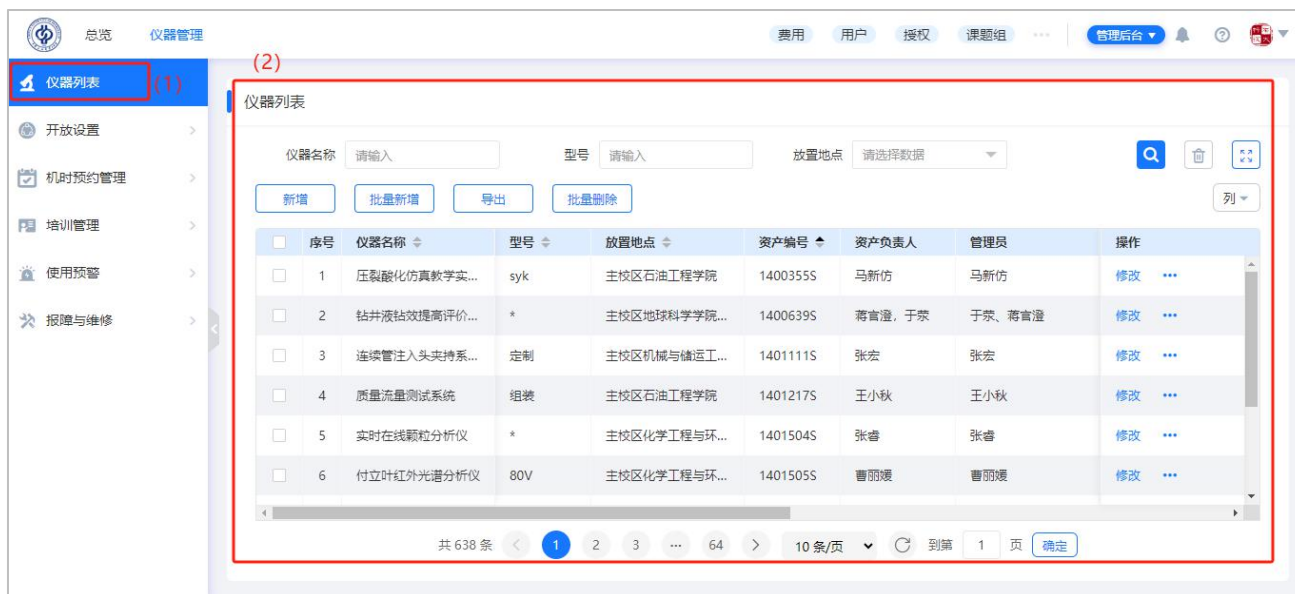 总览 仪器管理 费用 用户 授权 课题组 ··· 管理后台
仪器列表 (1)
开放设置
机时预约管理
培训管理
使用预警
报障与维修
(2)
仪器列表
仪器名称 请输入 型号 请输入 放置地点 请选择数据
新增 批量新增 导出 批量删除 列
序号 仪器名称 型号 放置地点 资产编号 资产负责人 管理员 操作
1 压裂酸化仿真教学实... syk 主校区石油工程学院 1400355S 马新仿 马新仿 修改 •••
2 钻井液钻效提高评价... * 主校区地球科学学院... 1400639S 蒋官澄，于荣 于荣、蒋官澄 修改 •••
3 连续管注入头夹持系... 定制 主校区机械与储运工... 1401111S 张宏 张宏 修改 •••
4 质量流量测试系统 组装 主校区石油工程学院 1401217S 王小秋 王小秋 修改 •••
5 实时在线颗粒分析仪 * 主校区化学工程与环... 1401504S 张睿 张睿 修改 •••
6 付立叶红外光谱分析仪 80V 主校区化学工程与环... 1401505S 曹丽媛 曹丽媛 修改 •••
共 638 条 1 2 3 ··· 64 10 条/页 到第 1 页 确定